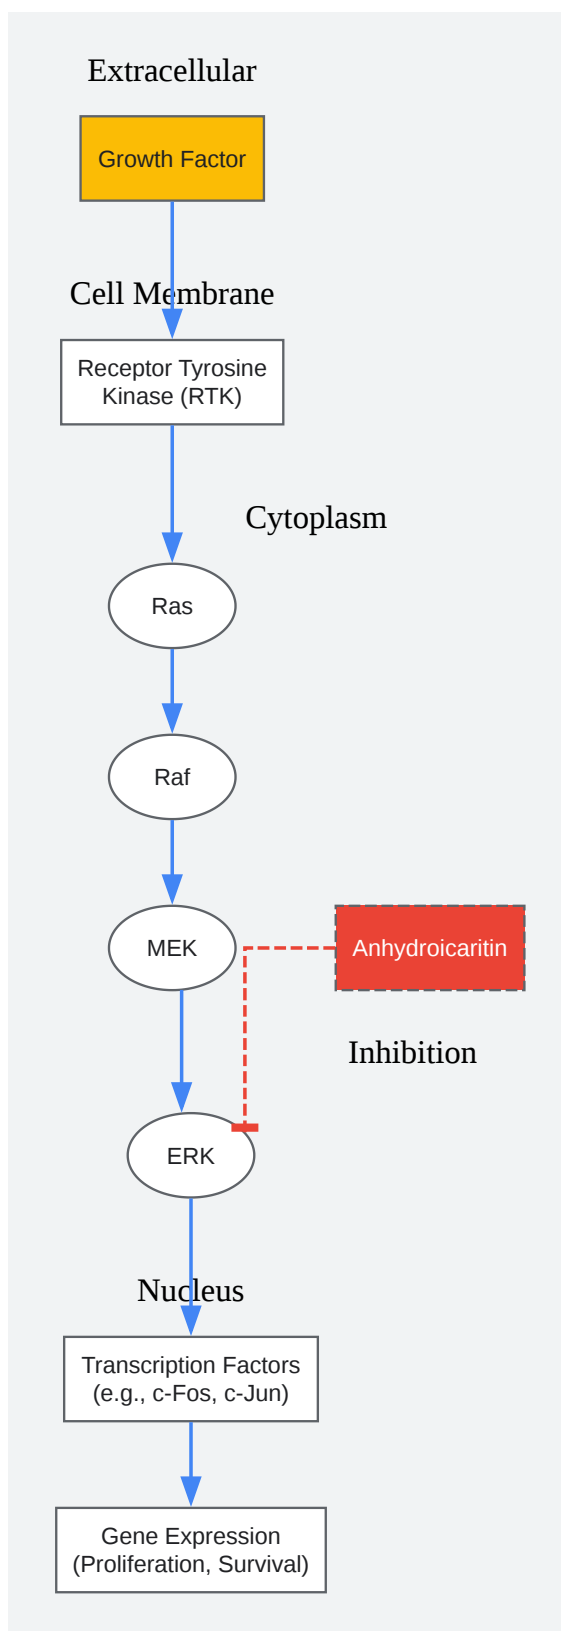 Extracellular
Growth Factor
Cell Membrane
Receptor Tyrosine
Kinase (RTK)
Cytoplasm
Ras
Raf
MEK
Anhydroicaritin
Inhibition
ERK
Nucleus
Transcription Factors
(e.g., c-Fos, c-Jun)
Gene Expression
(Proliferation, Survival)